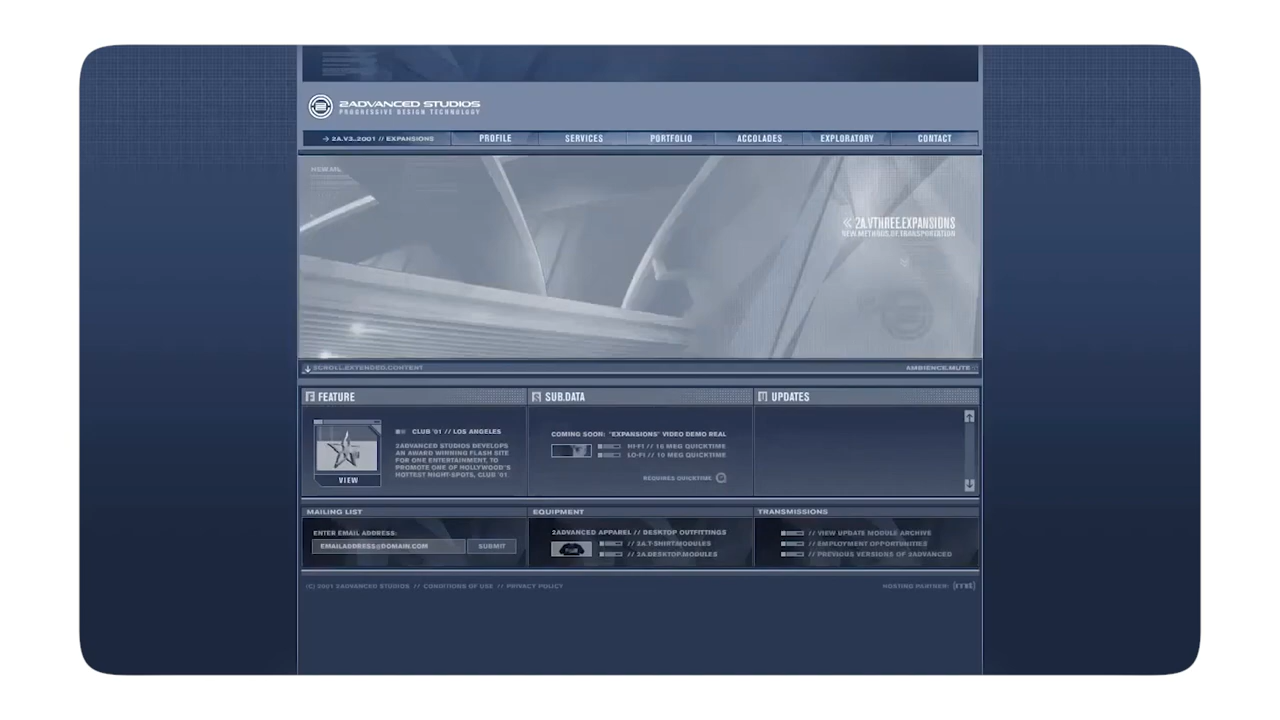 2ADVANCED STUDIOS
PROGRESSIVE DESIGN TECHNOLOGY
2A.V3..2001 // EXPANSIONS
PROFILE
SERVICES
PORTFOLIO
ACCOLADES
EXPLORATORY
CONTACT
2A.VTHREE.EXPANSIONS
NEW.METHODS.OF.TRANSPORTATION
SCROLL.EXTENDED.CONTENT
AMBIENCE.MUTE
FEATURE
CLUB '01 // LOS ANGELES
2ADVANCED STUDIOS DEVELOPS
AN AWARD WINNING FLASH SITE
FOR ONE ENTERTAINMENT, TO
PROMOTE ONE OF HOLLYWOOD'S
HOTTEST NIGHT-SPOTS, CLUB '01.
VIEW
SUB.DATA
COMING SOON: "EXPANSIONS" VIDEO DEMO REAL
HI-FI // 18 MEG QUICKTIME
LO-FI // 10 MEG QUICKTIME
REQUIRES QUICKTIME
UPDATES
MAILING LIST
ENTER EMAIL ADDRESS:
EMAILADDRESS@DOMAIN.COM
SUBMIT
EQUIPMENT
2ADVANCED APPAREL // DESKTOP OUTFITTINGS
// 2A.T-SHIRT.MODULES
// 2A.DESKTOP.MODULES
TRANSMISSIONS
// VIEW UPDATE MODULE ARCHIVE
// EMPLOYMENT OPPORTUNITIES
// PREVIOUS VERSIONS OF 2ADVANCED
(C) 2001 2ADVANCED STUDIOS // CONDITIONS OF USE // PRIVACY POLICY
HOSTING PARTNER: